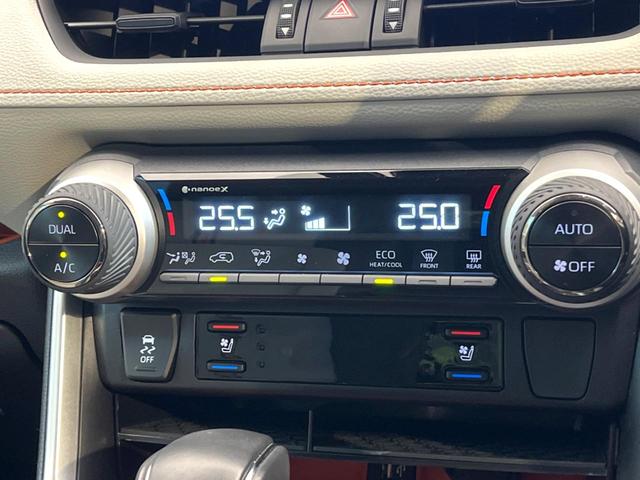 nanoeX
25.5 25.0
DUAL
A/C
AUTO
OFF
ECO
HEAT/COOL
FRONT
REAR
OFF